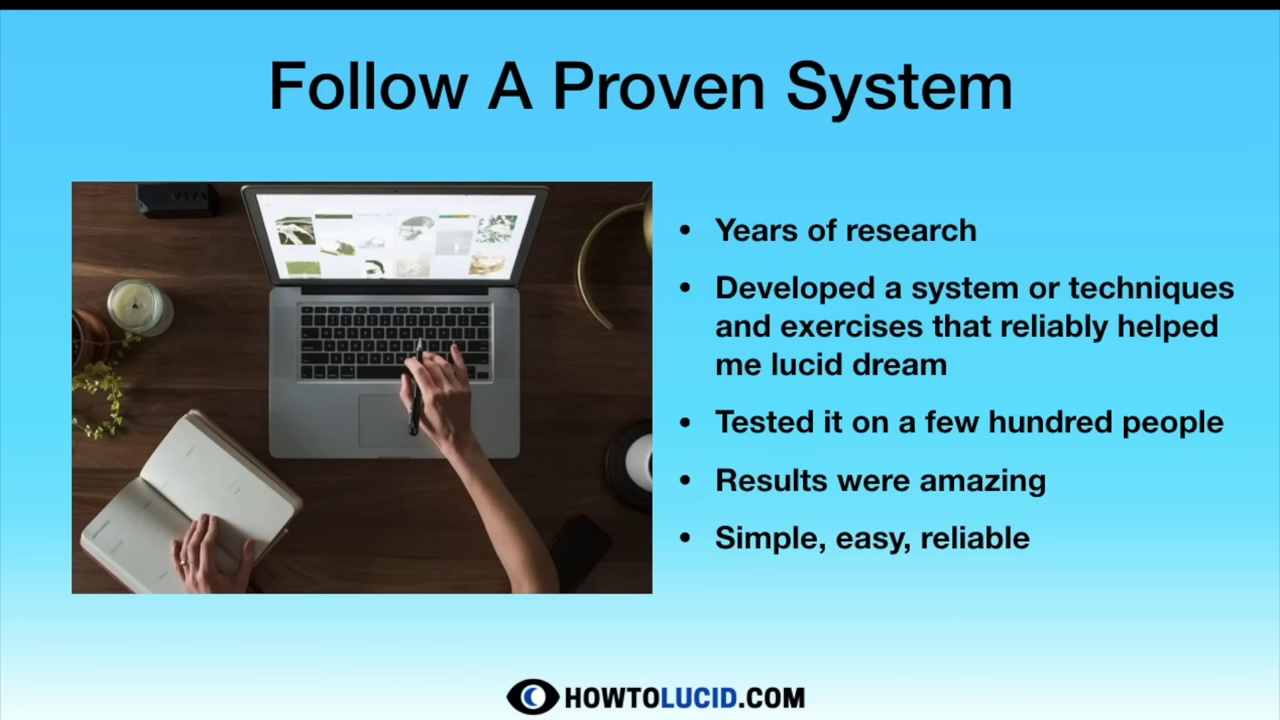 Follow A Proven System
• Years of research
• Developed a system or techniques
and exercises that reliably helped
me lucid dream
• Tested it on a few hundred people
• Results were amazing
• Simple, easy, reliable
HOWTOLUCID.COM